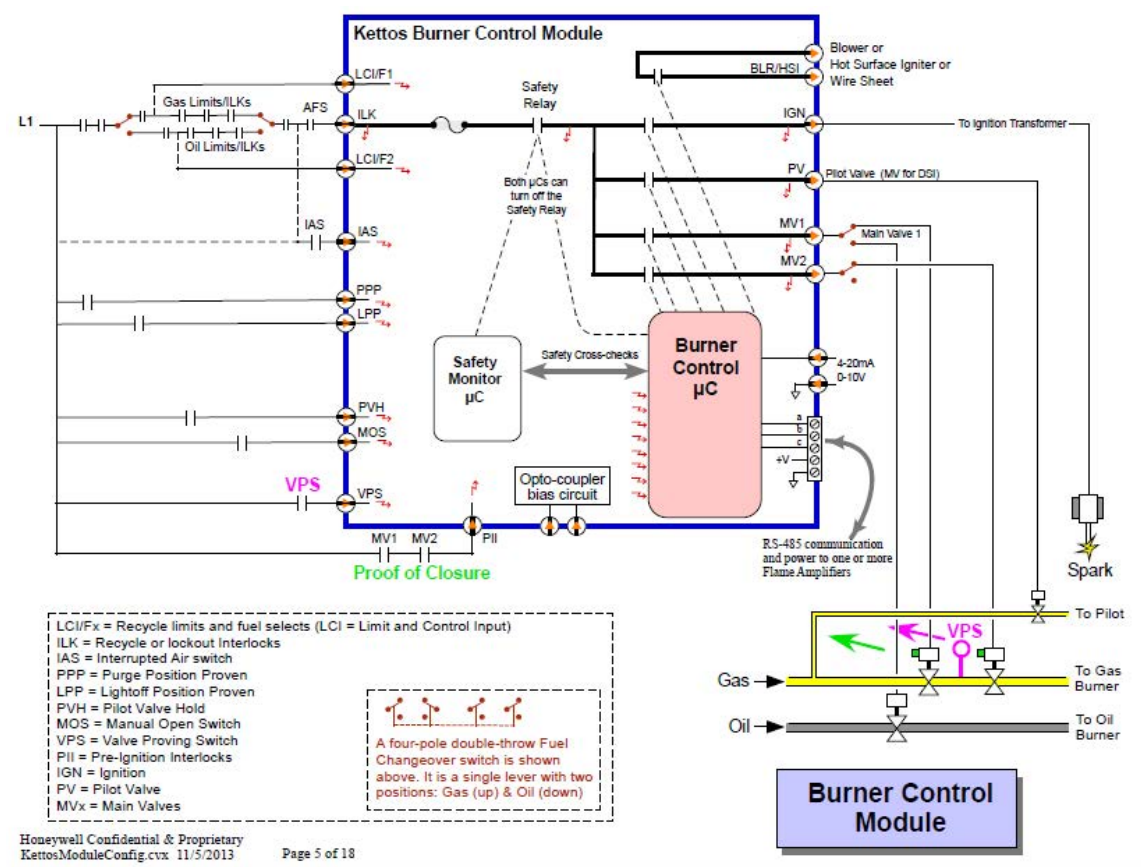 Kettos Burner Control Module
Blower or
Hot Surface Igniter or
Wire Sheet
BLR/HSI
LCI/F1
Gas Limits/ILKs
AFS
ILK
Safety
Relay
IGN
To Ignition Transformer
L1
Oil Limits/ILKs
LCI/F2
PV
Pilot Valve (MV for DSI)
Both µCs can
turn off the
Safety Relay
IAS
IAS
MV1
Main Valve 1
MV2
PPP
LPP
Safety
Monitor
µC
Safety Cross-checks
Burner
Control
µC
4-20mA
0-10V
PVH
MOS
a
b
c
+V
VPS
VPS
Opto-coupler
bias circuit
MV1
MV2
PII
Proof of Closure
RS-485 communication
and power to one or more
Flame Amplifiers
Spark
LCI/Fx = Recycle limits and fuel selects (LCI = Limit and Control Input)
ILK = Recycle or lockout Interlocks
IAS = Interrupted Air switch
PPP = Purge Position Proven
LPP = Lightoff Position Proven
PVH = Pilot Valve Hold
MOS = Manual Open Switch
VPS = Valve Proving Switch
PII = Pre-Ignition Interlocks
IGN = Ignition
PV = Pilot Valve
MVx = Main Valves
A four-pole double-throw Fuel
Changeover switch is shown
above. It is a single lever with two
positions: Gas (up) & Oil (down)
To Pilot
VPS
Gas
To Gas
Burner
Oil
To Oil
Burner
Burner Control
Module
Honeywell Confidential & Proprietary
KettosModuleConfig.cvx 11/5/2013
Page 5 of 18